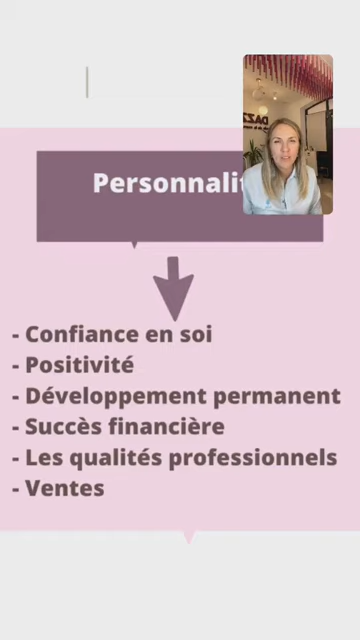 Personnalit
- Confiance en soi
- Positivité
- Développement permanent
- Succès financière
- Les qualités professionnels
- Ventes